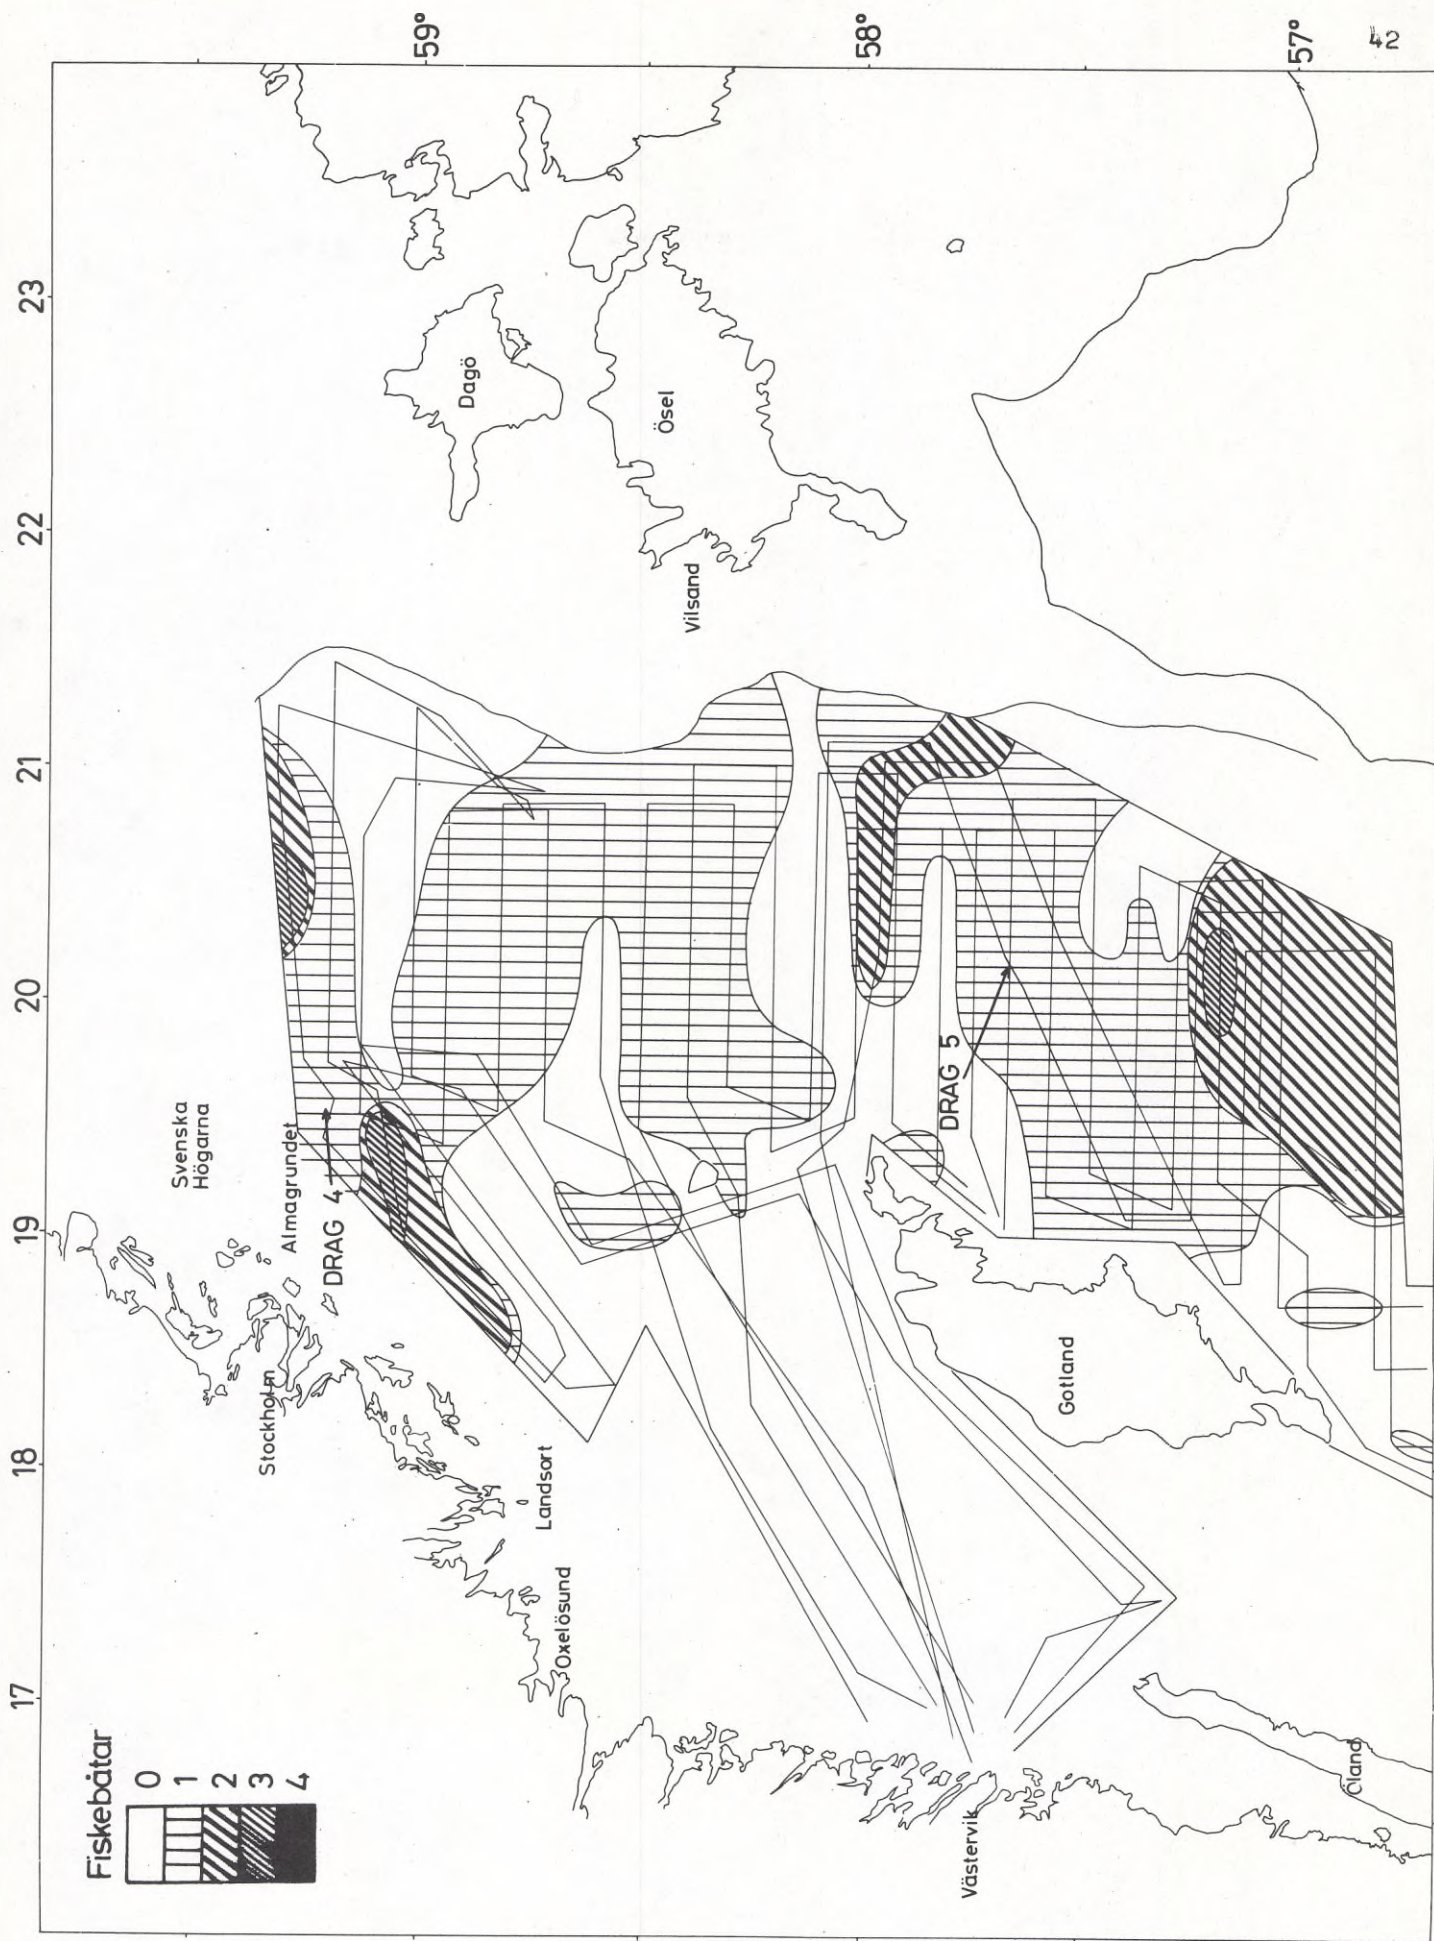 42
59°
58°
57°
17
18
19
20
21
22
23
Fiskebåtar
0
1
2
3
4
Svenska
Högarna
Almagrundet
DRAG 4
Stockholm
Landsort
Oxelösund
Västervik
Öland
Gotland
DRAG 5
Dagö
Ösel
Vilsand